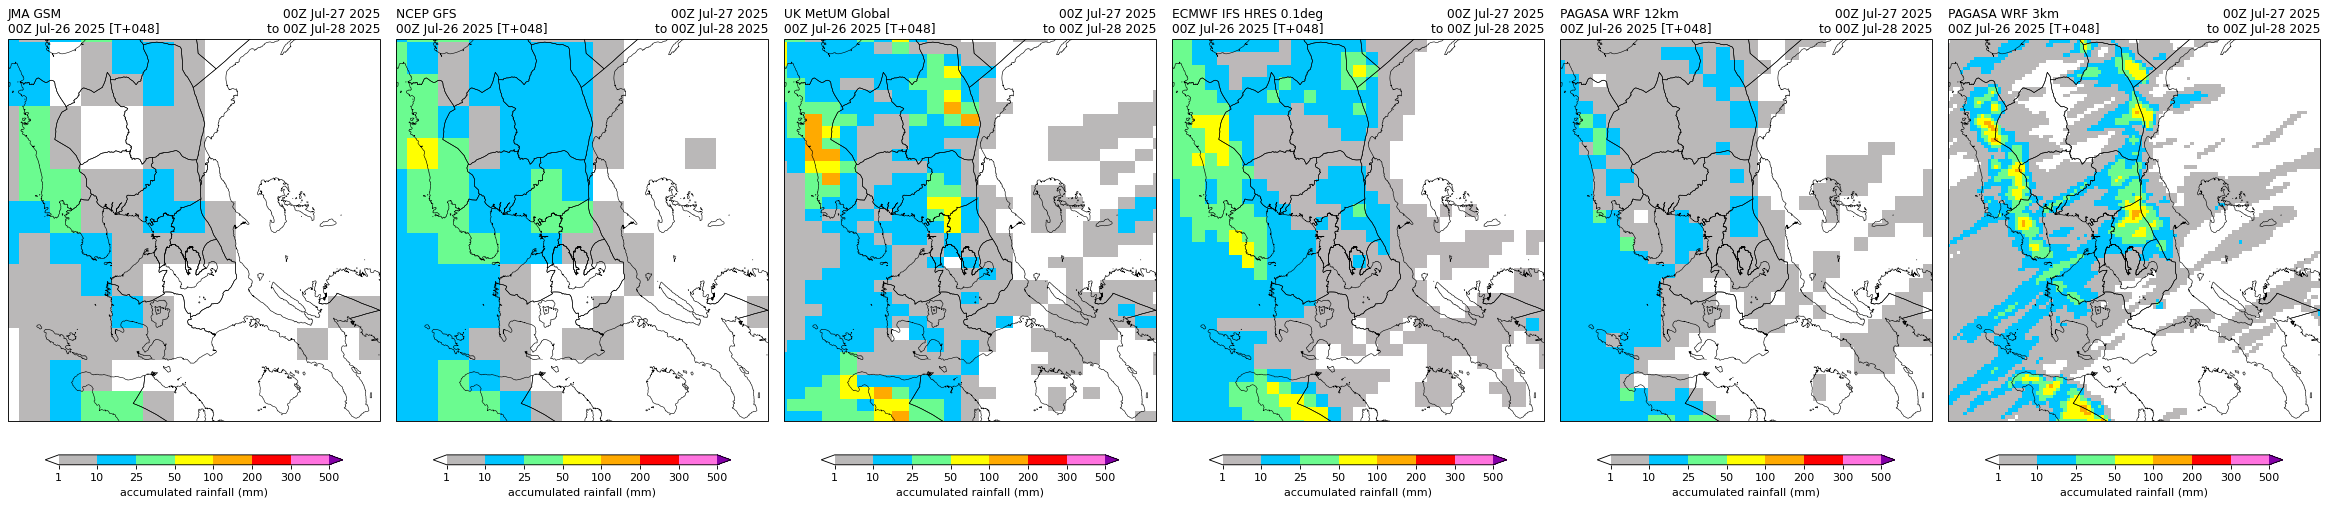 JMA GSM 00Z Jul-27 2025
00Z Jul-26 2025 [T+048] to 00Z Jul-28 2025
1 10 25 50 100 200 300 500
accumulated rainfall (mm)
NCEP GFS 00Z Jul-27 2025
00Z Jul-26 2025 [T+048] to 00Z Jul-28 2025
1 10 25 50 100 200 300 500
accumulated rainfall (mm)
UK MetUM Global 00Z Jul-27 2025
00Z Jul-26 2025 [T+048] to 00Z Jul-28 2025
1 10 25 50 100 200 300 500
accumulated rainfall (mm)
ECMWF IFS HRES 0.1deg 00Z Jul-27 2025
00Z Jul-26 2025 [T+048] to 00Z Jul-28 2025
1 10 25 50 100 200 300 500
accumulated rainfall (mm)
PAGASA WRF 12km 00Z Jul-27 2025
00Z Jul-26 2025 [T+048] to 00Z Jul-28 2025
1 10 25 50 100 200 300 500
accumulated rainfall (mm)
PAGASA WRF 3km 00Z Jul-27 2025
00Z Jul-26 2025 [T+048] to 00Z Jul-28 2025
1 10 25 50 100 200 300 500
accumulated rainfall (mm)